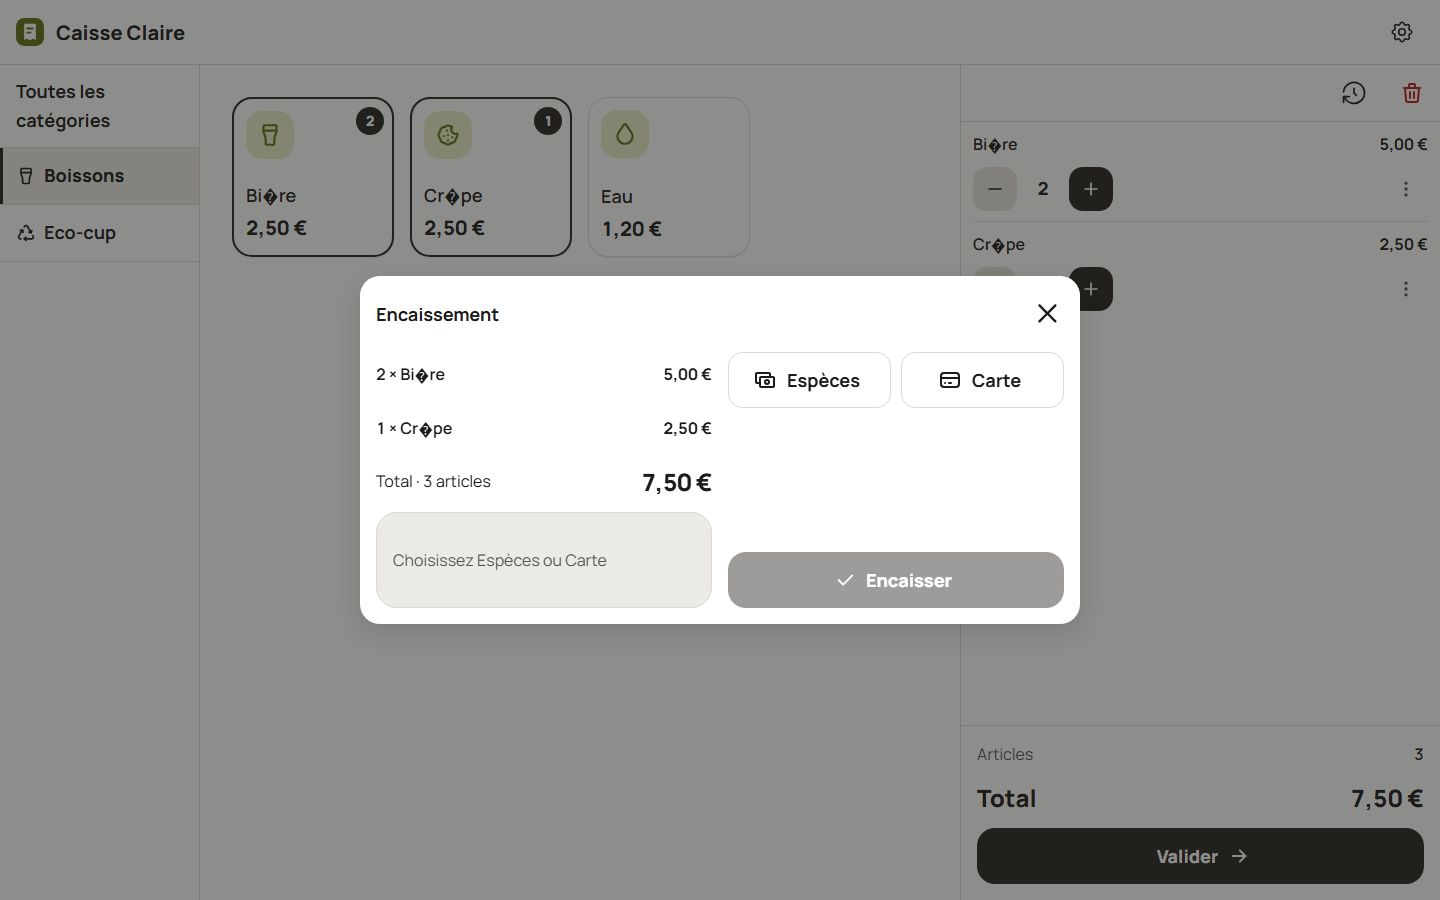 Caisse Claire
Toutes les
catégories
Boissons
Eco-cup
2
Bi�re
2,50 €
1
Cr�pe
2,50 €
Eau
1,20 €
Bi�re 5,00 €
2
Cr�pe 2,50 €
Encaissement
2 × Bi�re 5,00 €
1 × Cr�pe 2,50 €
Total · 3 articles 7,50 €
Choisissez Espèces ou Carte
Espèces
Carte
Encaisser
Articles 3
Total 7,50 €
Valider